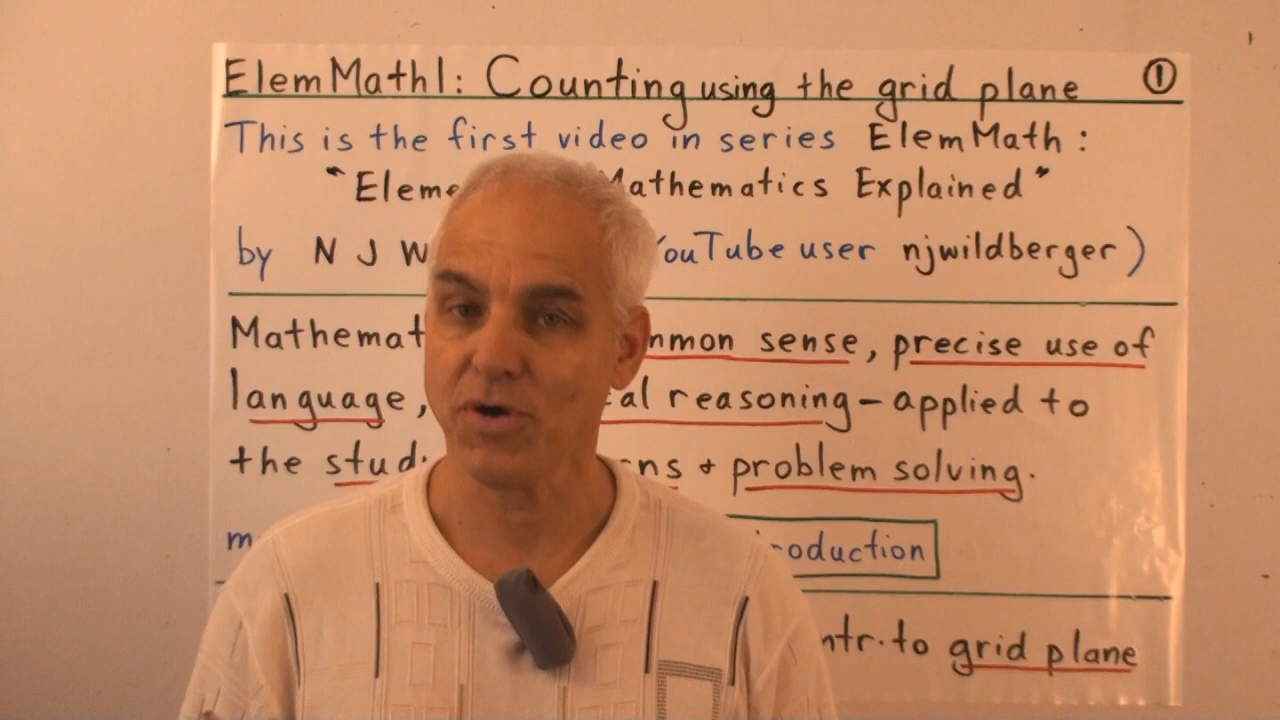 ElemMath1: Counting using the grid plane ①
This is the first video in series ElemMath:
"Eleme Mathematics Explained"
by N J W YouTube user njwildberger)
Mathemat mmon sense, precise use of
language, al reasoning - applied to
the stud ns + problem solving.
m oduction
ntr. to grid plane